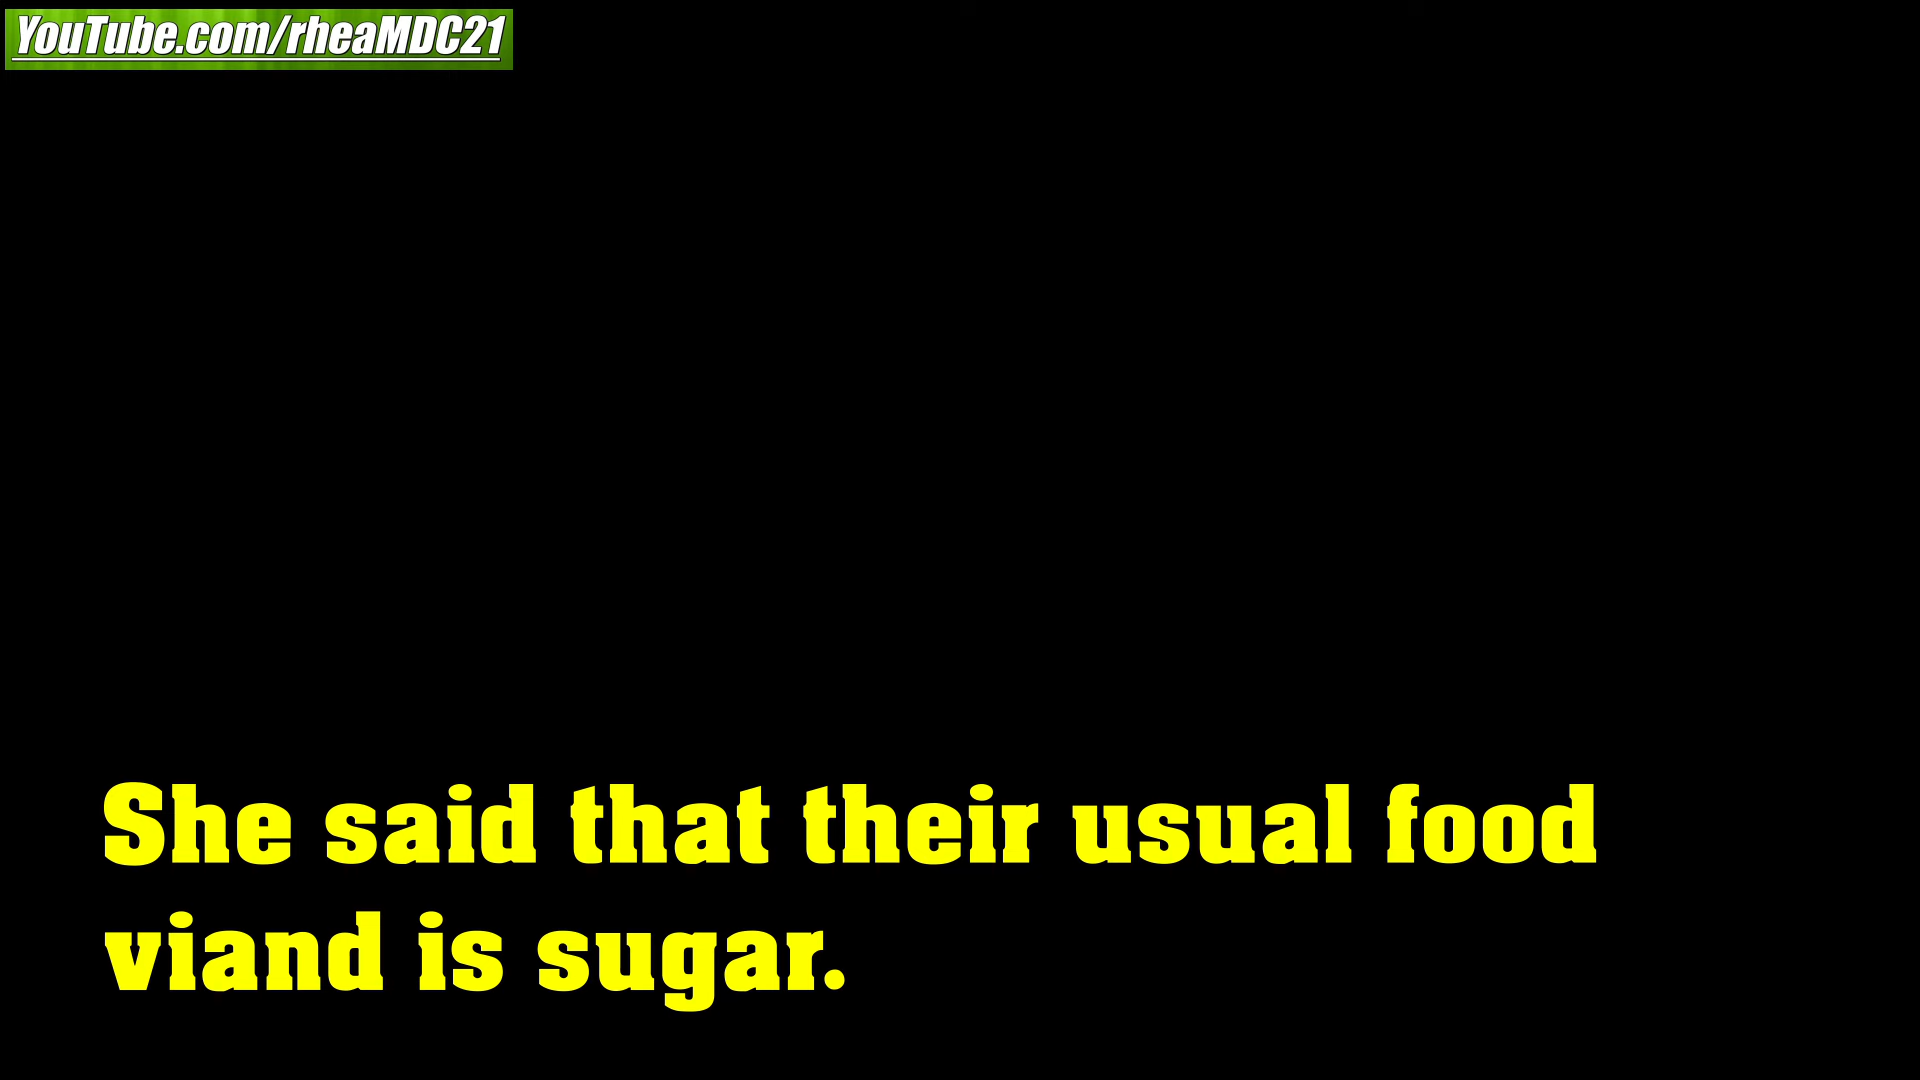 YouTube.com/rheaMDC21
She said that their usual food
viand is sugar.